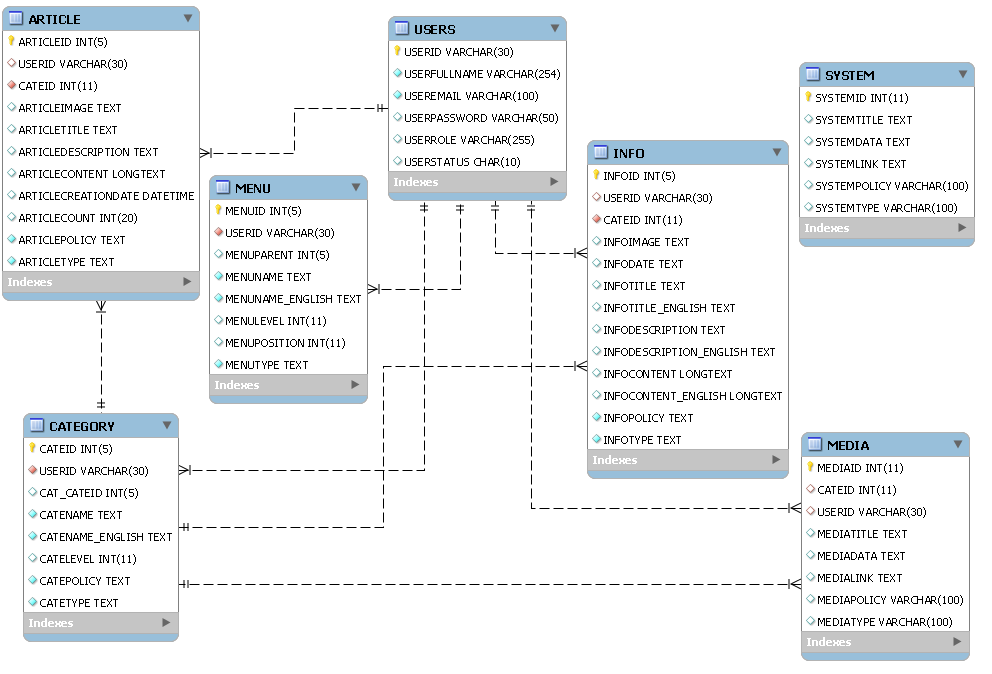 ARTICLE
ARTICLEID INT(5)
USERID VARCHAR(30)
CATEID INT(11)
ARTICLEIMAGE TEXT
ARTICLETITLE TEXT
ARTICLEDESCRIPTION TEXT
ARTICLECONTENT LONGTEXT
ARTICLECREATIONDATE DATETIME
ARTICLECOUNT INT(20)
ARTICLEPOLICY TEXT
ARTICLETYPE TEXT
Indexes
USERS
USERID VARCHAR(30)
USERFULLNAME VARCHAR(254)
USEREMAIL VARCHAR(100)
USERPASSWORD VARCHAR(50)
USERROLE VARCHAR(255)
USERSTATUS CHAR(10)
Indexes
SYSTEM
SYSTEMID INT(11)
SYSTEMTITLE TEXT
SYSTEMDATA TEXT
SYSTEMLINK TEXT
SYSTEMPOLICY VARCHAR(100)
SYSTEMTYPE VARCHAR(100)
Indexes
MENU
MENUID INT(5)
USERID VARCHAR(30)
MENUPARENT INT(5)
MENUNAME TEXT
MENUNAME_ENGLISH TEXT
MENULEVEL INT(11)
MENUPOSITION INT(11)
MENUTYPE TEXT
Indexes
INFO
INFOID INT(5)
USERID VARCHAR(30)
CATEID INT(11)
INFOIMAGE TEXT
INFODATE TEXT
INFOTITLE TEXT
INFOTITLE_ENGLISH TEXT
INFODESCRIPTION TEXT
INFODESCRIPTION_ENGLISH TEXT
INFOCONTENT LONGTEXT
INFOCONTENT_ENGLISH LONGTEXT
INFOPOLICY TEXT
INFOTYPE TEXT
Indexes
CATEGORY
CATEID INT(5)
USERID VARCHAR(30)
CAT_CATEID INT(5)
CATENAME TEXT
CATENAME_ENGLISH TEXT
CATELEVEL INT(11)
CATEPOLICY TEXT
CATETYPE TEXT
Indexes
MEDIA
MEDIAID INT(11)
CATEID INT(11)
USERID VARCHAR(30)
MEDIATITLE TEXT
MEDIADATA TEXT
MEDIALINK TEXT
MEDIAPOLICY VARCHAR(100)
MEDIATYPE VARCHAR(100)
Indexes